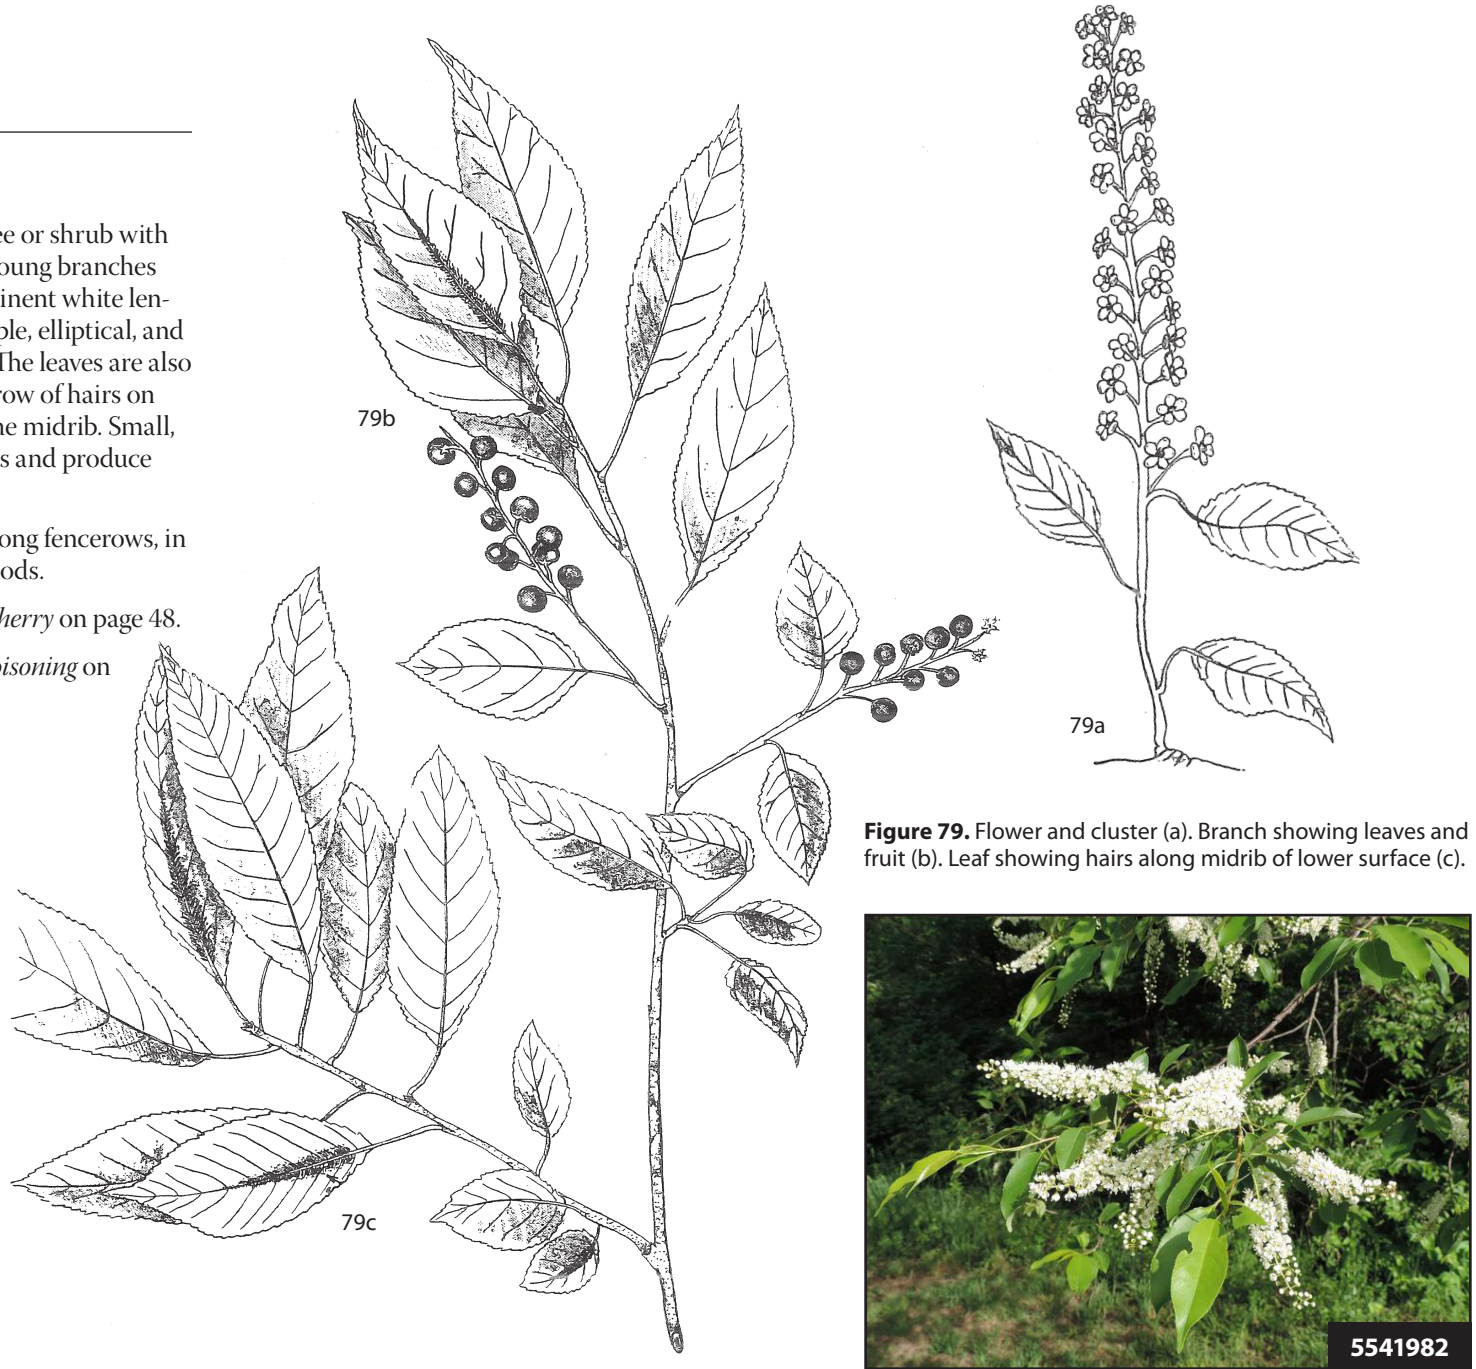 ee or shrub with
oung branches
inent white len-
ple, elliptical, and
The leaves are also
row of hairs on
he midrib. Small,
s and produce
ong fencerows, in
ods.
herry on page 48.
oisoning on
79b
79c
79a
Figure 79. Flower and cluster (a). Branch showing leaves and
fruit (b). Leaf showing hairs along midrib of lower surface (c).
5541982